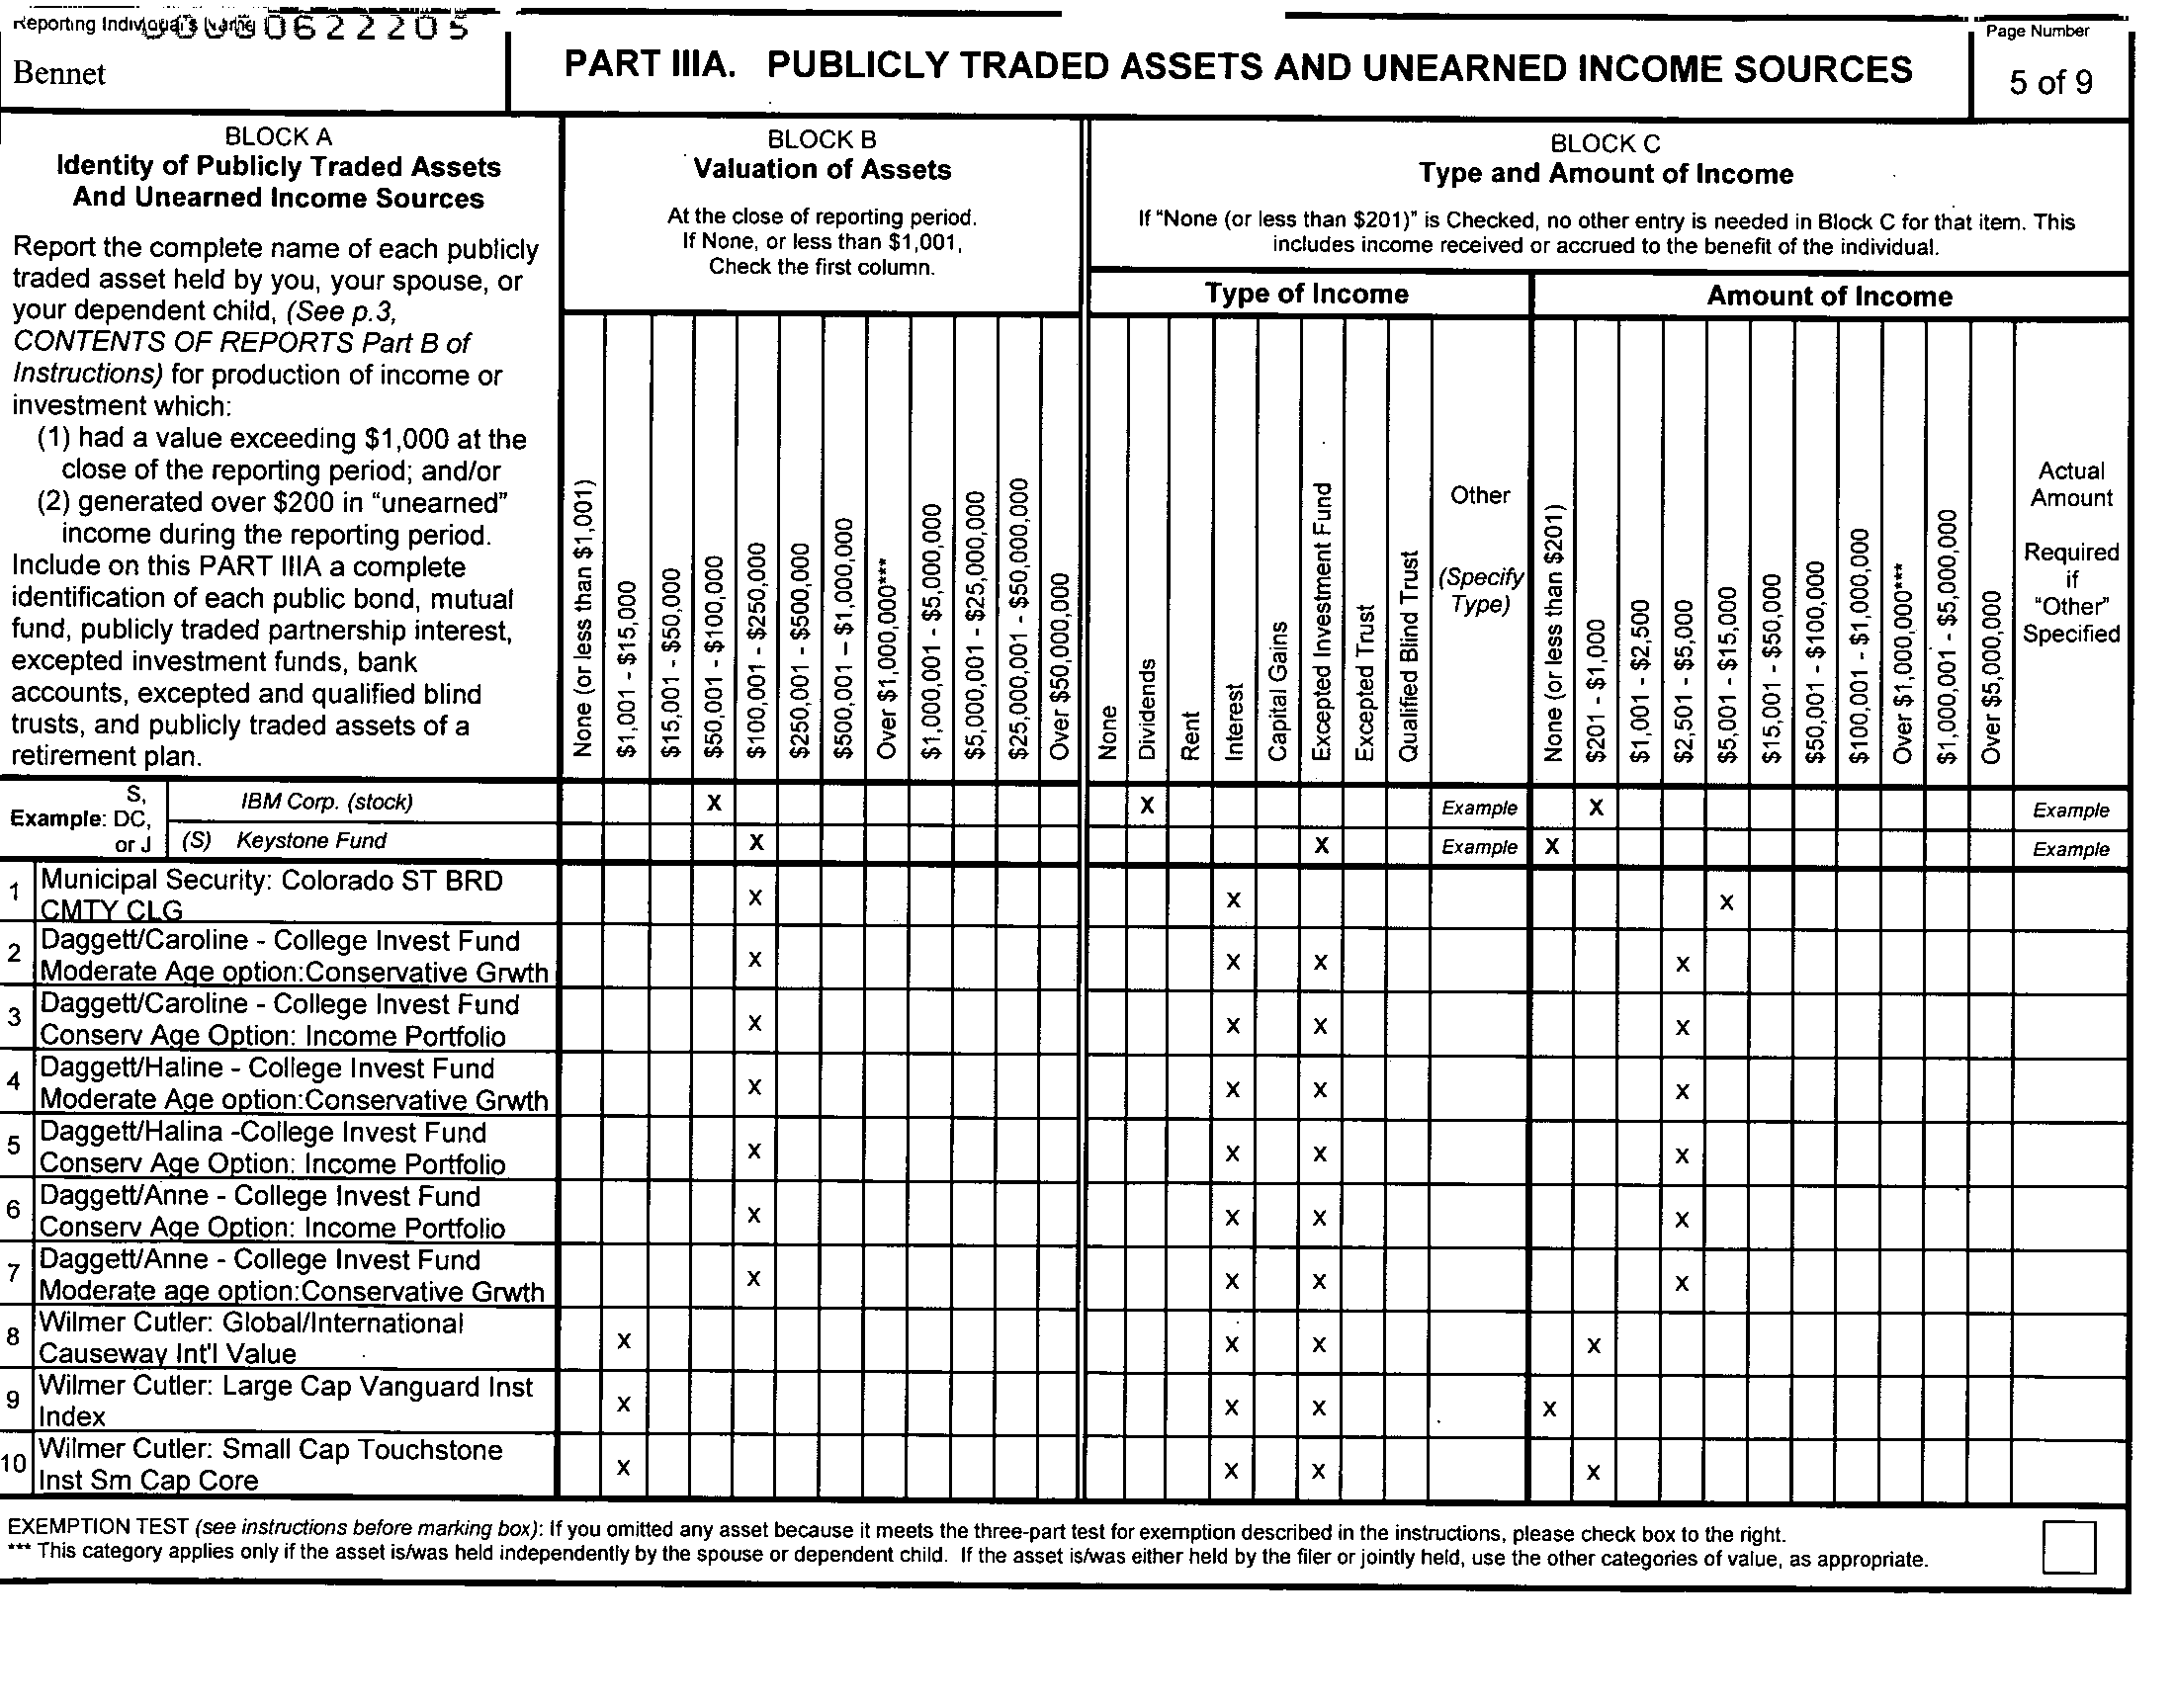 Reporting Individual's Name 0000622205
Bennet
PART IIIA. PUBLICLY TRADED ASSETS AND UNEARNED INCOME SOURCES
Page Number
5 of 9
BLOCK A
Identity of Publicly Traded Assets
And Unearned Income Sources
Report the complete name of each publicly
traded asset held by you, your spouse, or
your dependent child, (See p.3,
CONTENTS OF REPORTS Part B of
Instructions) for production of income or
investment which:
(1) had a value exceeding $1,000 at the
close of the reporting period; and/or
(2) generated over $200 in “unearned”
income during the reporting period.
Include on this PART IIIA a complete
identification of each public bond, mutual
fund, publicly traded partnership interest,
excepted investment funds, bank
accounts, excepted and qualified blind
trusts, and publicly traded assets of a
retirement plan.
BLOCK B
Valuation of Assets
At the close of reporting period.
If None, or less than $1,001,
Check the first column.
None (or less than $1,001)
$1,001 - $15,000
$15,001 - $50,000
$50,001 - $100,000
$100,001 - $250,000
$250,001 - $500,000
$500,001 – $1,000,000
Over $1,000,000***
$1,000,001 - $5,000,000
$5,000,001 - $25,000,000
$25,000,001 - $50,000,000
Over $50,000,000
BLOCK C
Type and Amount of Income
If “None (or less than $201)” is Checked, no other entry is needed in Block C for that item. This
includes income received or accrued to the benefit of the individual.
Type of Income
None
Dividends
Rent
Interest
Capital Gains
Excepted Investment Fund
Excepted Trust
Qualified Blind Trust
Other
(Specify
Type)
Amount of Income
None (or less than $201)
$201 - $1,000
$1,001 - $2,500
$2,501 - $5,000
$5,001 - $15,000
$15,001 - $50,000
$50,001 - $100,000
$100,001 - $1,000,000
Over $1,000,000***
$1,000,001 - $5,000,000
Over $5,000,000
Actual
Amount
Required
if
“Other”
Specified
Example: S, DC, or J
IBM Corp. (stock) X X Example X Example
(S) Keystone Fund X X Example X Example
1 Municipal Security: Colorado ST BRD
CMTY CLG X X X
2 Daggett/Caroline - College Invest Fund
Moderate Age option:Conservative Grwth X X X X
3 Daggett/Caroline - College Invest Fund
Conserv Age Option: Income Portfolio X X X X
4 Daggett/Haline - College Invest Fund
Moderate Age option:Conservative Grwth X X X X
5 Daggett/Halina -College Invest Fund
Conserv Age Option: Income Portfolio X X X X
6 Daggett/Anne - College Invest Fund
Conserv Age Option: Income Portfolio X X X X
7 Daggett/Anne - College Invest Fund
Moderate age option:Conservative Grwth X X X X
8 Wilmer Cutler: Global/International
Causeway Int'l Value X X X X
9 Wilmer Cutler: Large Cap Vanguard Inst
Index X X X X
10 Wilmer Cutler: Small Cap Touchstone
Inst Sm Cap Core X X X X
EXEMPTION TEST (see instructions before marking box): If you omitted any asset because it meets the three-part test for exemption described in the instructions, please check box to the right.
*** This category applies only if the asset is/was held independently by the spouse or dependent child. If the asset is/was either held by the filer or jointly held, use the other categories of value, as appropriate.